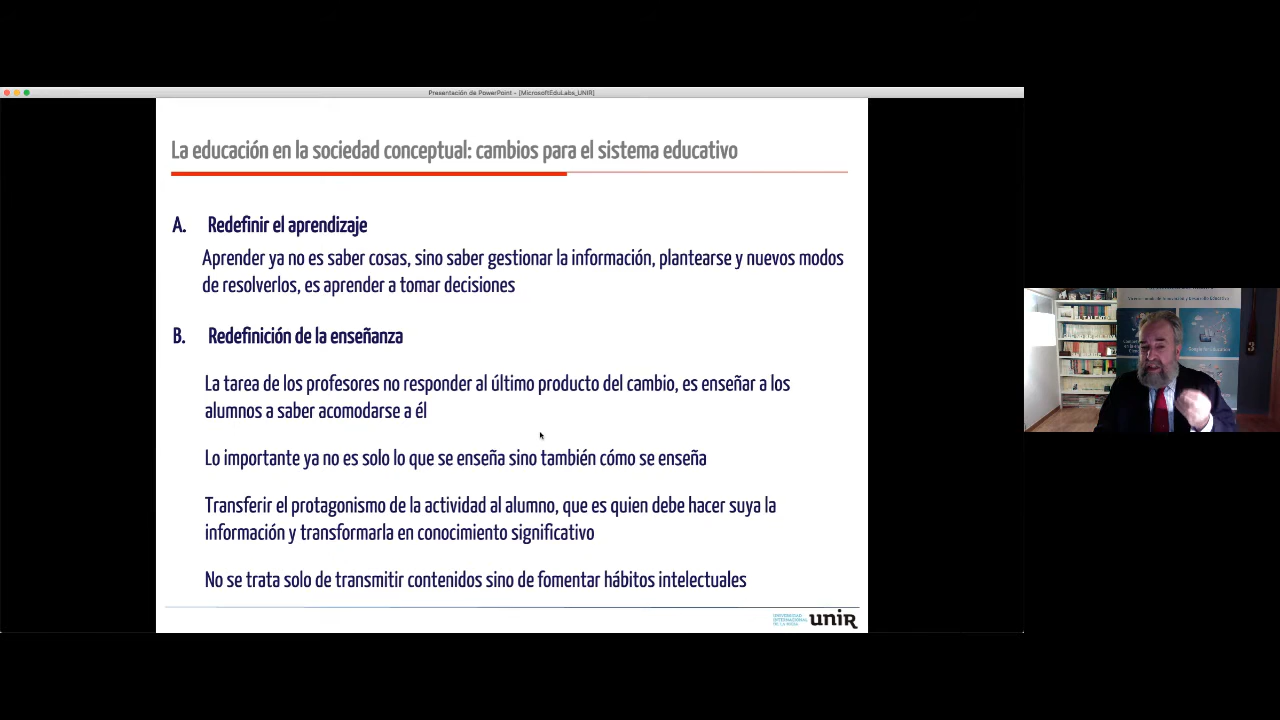 Presentación de PowerPoint - [MicrosoftEduLabs_UNIR]
La educación en la sociedad conceptual: cambios para el sistema educativo
A. Redefinir el aprendizaje
Aprender ya no es saber cosas, sino saber gestionar la información, plantearse y nuevos modos
de resolverlos, es aprender a tomar decisiones
B. Redefinición de la enseñanza
La tarea de los profesores no responder al último producto del cambio, es enseñar a los
alumnos a saber acomodarse a él
Lo importante ya no es solo lo que se enseña sino también cómo se enseña
Transferir el protagonismo de la actividad al alumno, que es quien debe hacer suya la
información y transformarla en conocimiento significativo
No se trata solo de transmitir contenidos sino de fomentar hábitos intelectuales
UNIVERSIDAD
INTERNACIONAL
DE LA RIOJA
unir